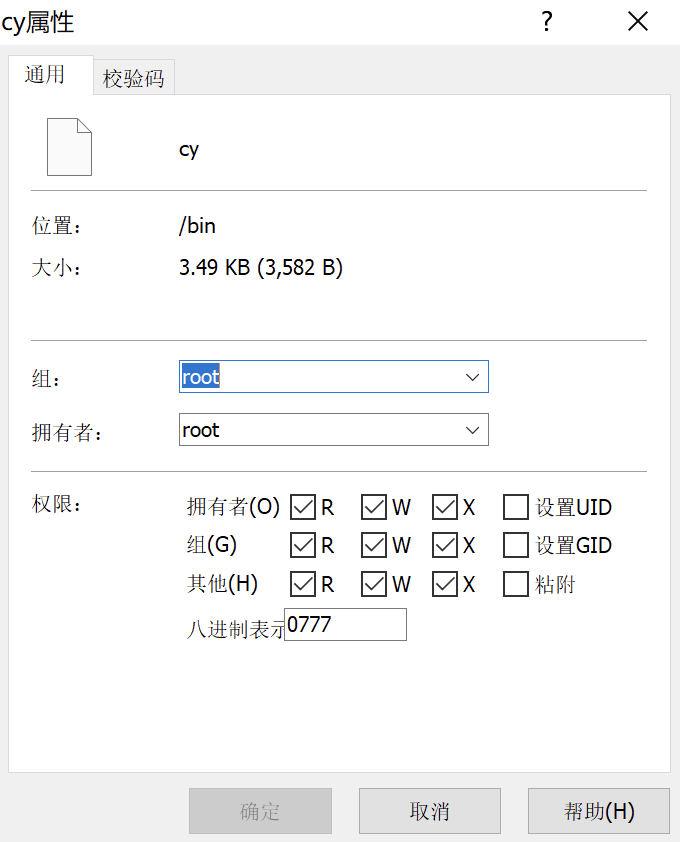 cy属性 ?
通用 校验码
cy
位置： /bin
大小： 3.49 KB (3,582 B)
组： root
拥有者： root
权限： 拥有者(O) R W X 设置UID
组(G) R W X 设置GID
其他(H) R W X 粘附
八进制表示 0777
确定 取消 帮助(H)